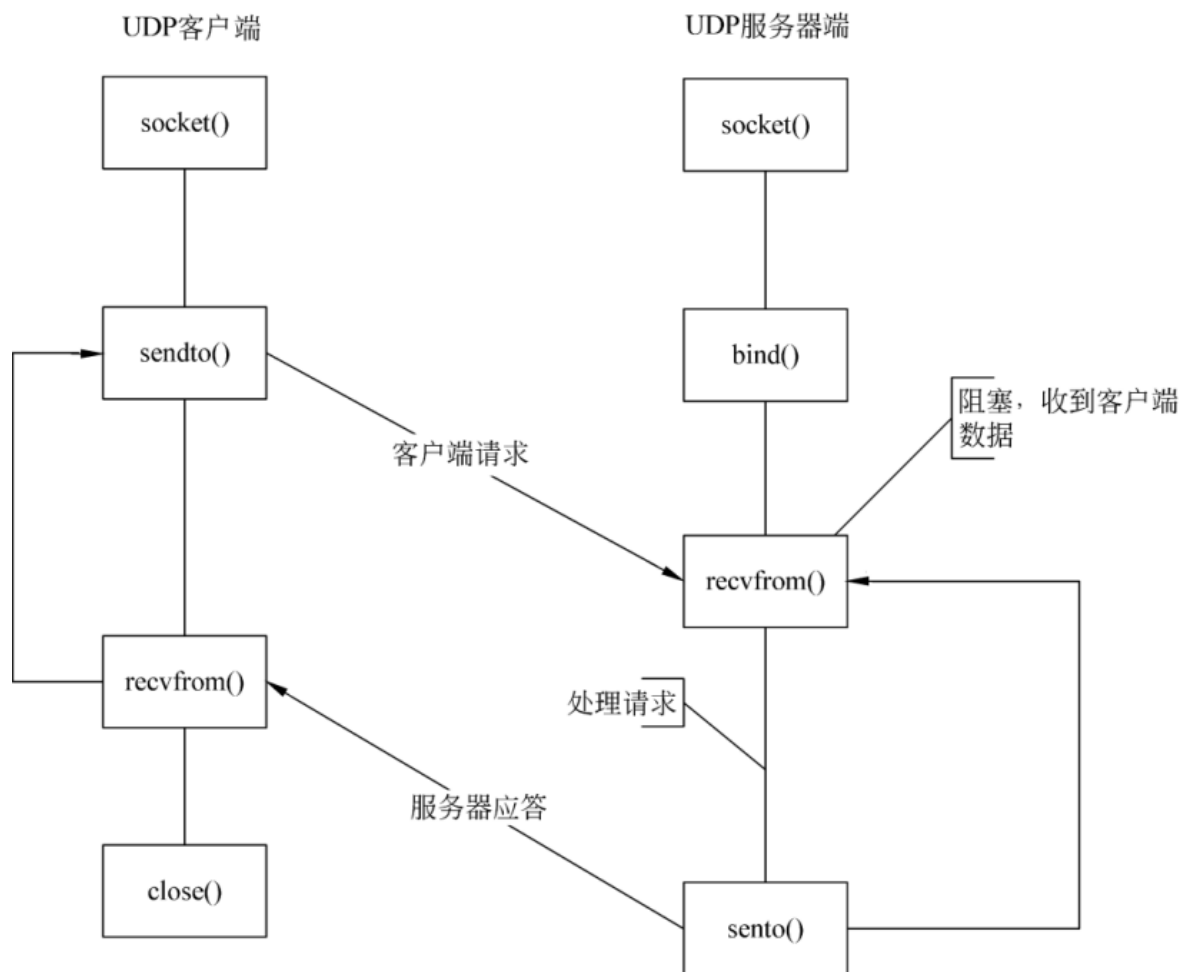 UDP客户端
UDP服务器端
socket()
socket()
sendto()
bind()
阻塞，收到客户端
数据
客户端请求
recvfrom()
recvfrom()
处理请求
服务器应答
close()
sento()